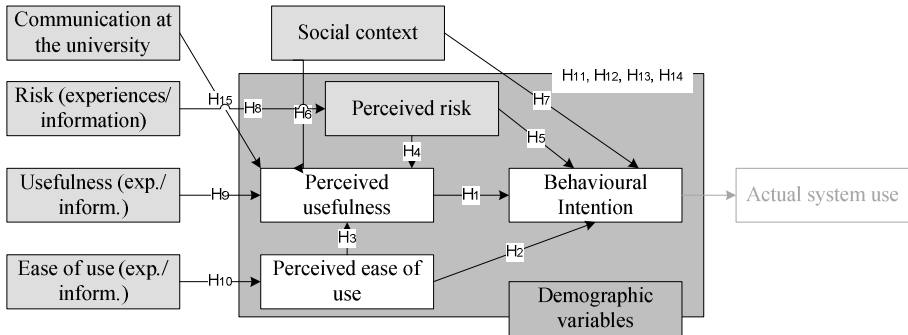 Communication at
the university
Social context
H11, H12, H13, H14
Risk (experiences/
information)
H15
H8
H6
Perceived risk
H7
H5
H4
Usefulness (exp./
inform.)
H9
Perceived
usefulness
H1
Behavioural
Intention
Actual system use
H3
H2
Ease of use (exp./
inform.)
H10
Perceived ease of
use
Demographic
variables